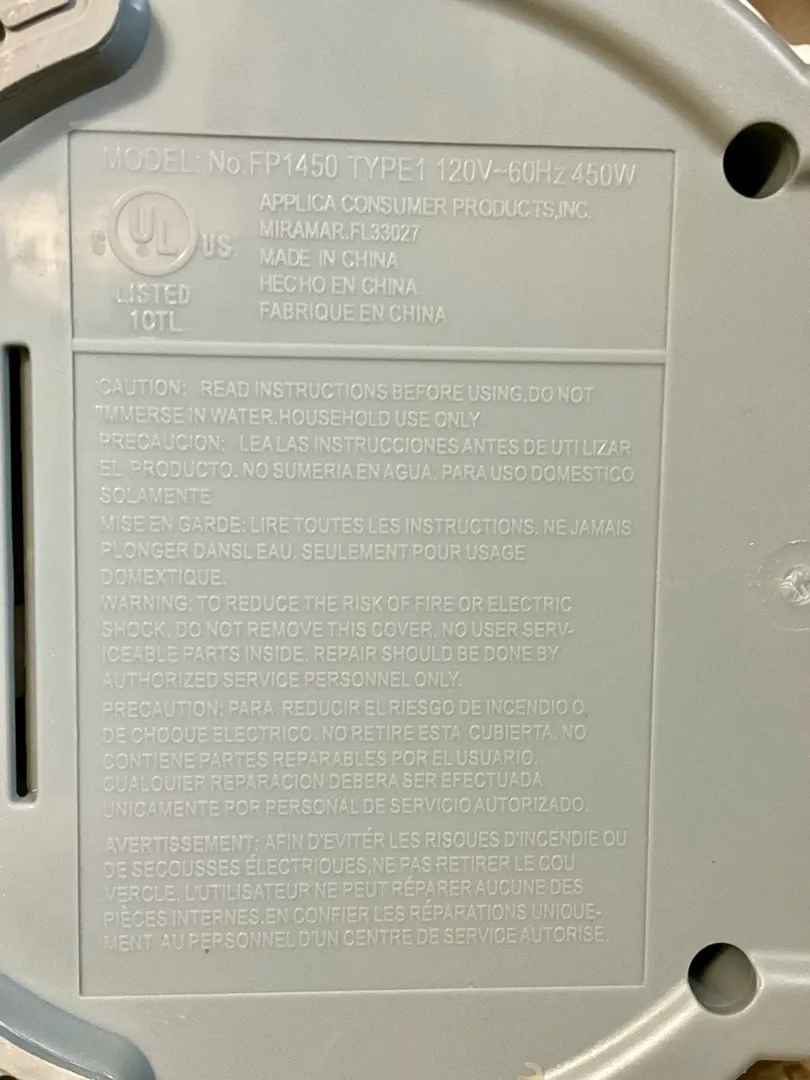 MODEL: No.FP1450 TYPE1 120V~60Hz 450W
C UL US
LISTED
10TL
APPLICA CONSUMER PRODUCTS,INC.
MIRAMAR.FL33027
MADE IN CHINA
HECHO EN CHINA
FABRIQUE EN CHINA
CAUTION: READ INSTRUCTIONS BEFORE USING.DO NOT
IMMERSE IN WATER.HOUSEHOLD USE ONLY
PRECAUCION: LEA LAS INSTRUCCIONES ANTES DE UTILIZAR
EL PRODUCTO. NO SUMERIA EN AGUA. PARA USO DOMESTICO
SOLAMENTE
MISE EN GARDE: LIRE TOUTES LES INSTRUCTIONS. NE JAMAIS
PLONGER DANSL EAU. SEULEMENT POUR USAGE
DOMEXTIQUE.
WARNING: TO REDUCE THE RISK OF FIRE OR ELECTRIC
SHOCK. DO NOT REMOVE THIS COVER, NO USER SERV-
ICEABLE PARTS INSIDE. REPAIR SHOULD BE DONE BY
AUTHORIZED SERVICE PERSONNEL ONLY.
PRECAUTION: PARA REDUCIR EL RIESGO DE INCENDIO O,
DE CHOQUE ELECTRICO. NO RETIRE ESTA CUBIERTA. NO
CONTIENE PARTES REPARABLES POR EL USUARIO.
CUALQUIER REPARACION DEBERA SER EFECTUADA
UNICAMENTE POR PERSONAL DE SERVICIO AUTORIZADO.
AVERTISSEMENT: AFIN D'EVITÉR LES RISQUES D'INCENDIE OU
DE SECOUSSES ÉLECTRIQUES,NE PAS RETIRER LE COU
VERCLE. L'UTILISATEUR NE PEUT RÉPARER AUCUNE DES
PIÈCES INTERNES.EN CONFIER LES RÉPARATIONS UNIQUE-
MENT AU PERSONNEL D'UN CENTRE DE SERVICE AUTORISÉ.